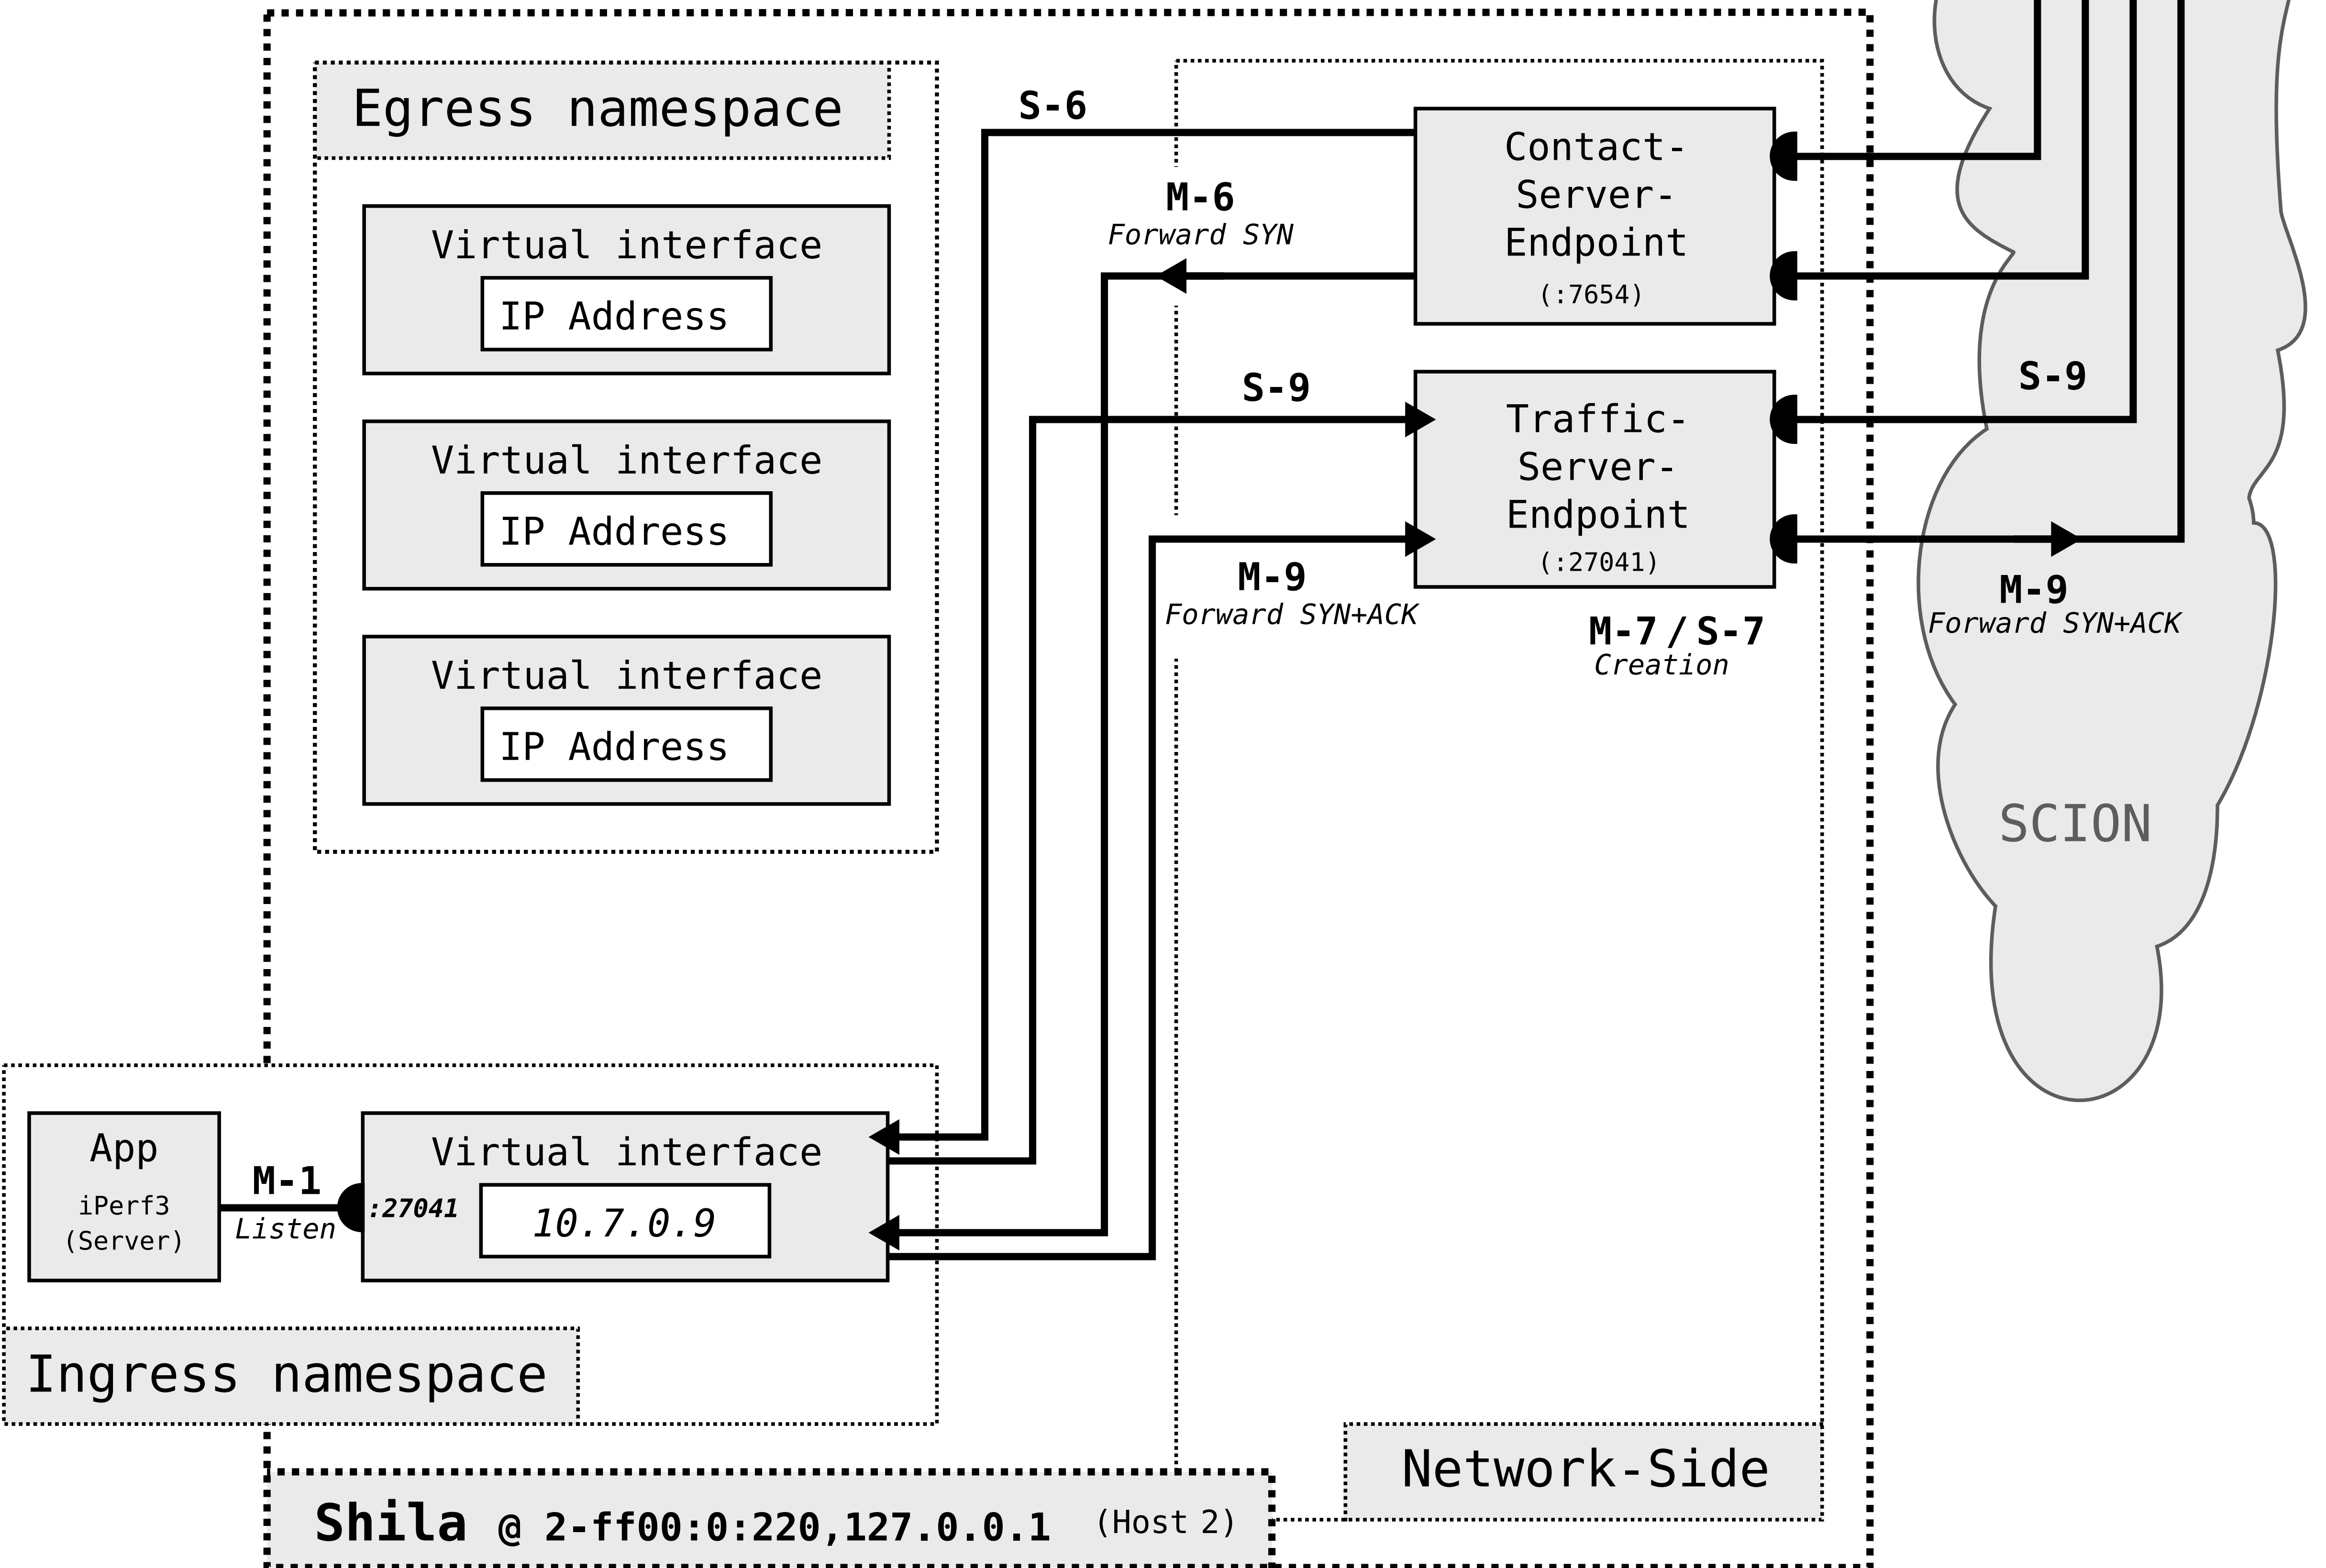 Egress namespace
Virtual interface
IP Address
Virtual interface
IP Address
Virtual interface
IP Address
S-6
M-6
Forward SYN
Contact-
Server-
Endpoint
(:7654)
S-9
Traffic-
Server-
Endpoint
(:27041)
S-9
M-9
Forward SYN+ACK
M-7 / S-7
Creation
M-9
Forward SYN+ACK
SCION
App
iPerf3
(Server)
M-1
Listen
Virtual interface
:27041
10.7.0.9
Ingress namespace
Network-Side
Shila @ 2-ff00:0:220,127.0.0.1 (Host 2)